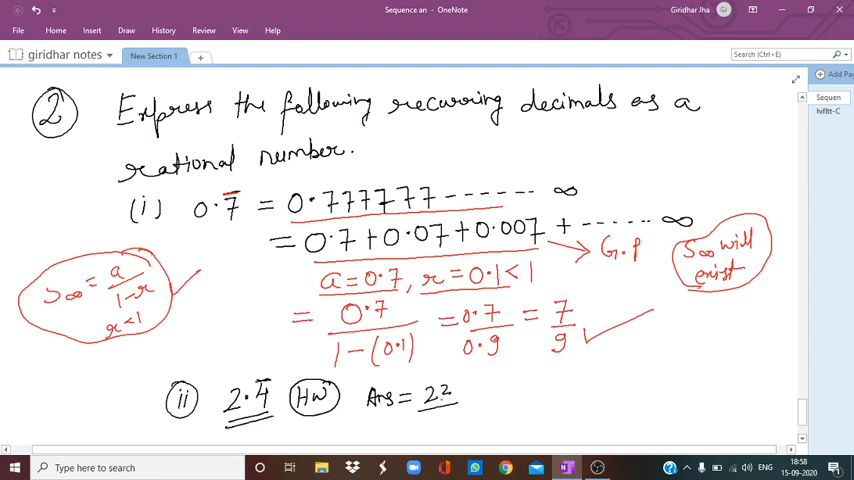 Sequence an - OneNote
Giridhar Jha GJ
File Home Insert Draw History Review View Help
giridhar notes New Section 1 +
Search (Ctrl+E)
Add Pag
Sequen
hifiltt-C
2 Express the following recurring decimals as a
rational number.
(i) 0.7̅ = 0.777777------- ∞
= 0.7+0.07+0.007 + ------ ∞
→ G.P
S∞ will
exist
S∞ = a/(1-r)
r<1
a=0.7, r=0.1<1
= 0.7/(1-(0.1)) = 0.7/0.9 = 7/9
ii 2.4̅ HW Ans = 22
Type here to search
ENG
18:58
15-09-2020